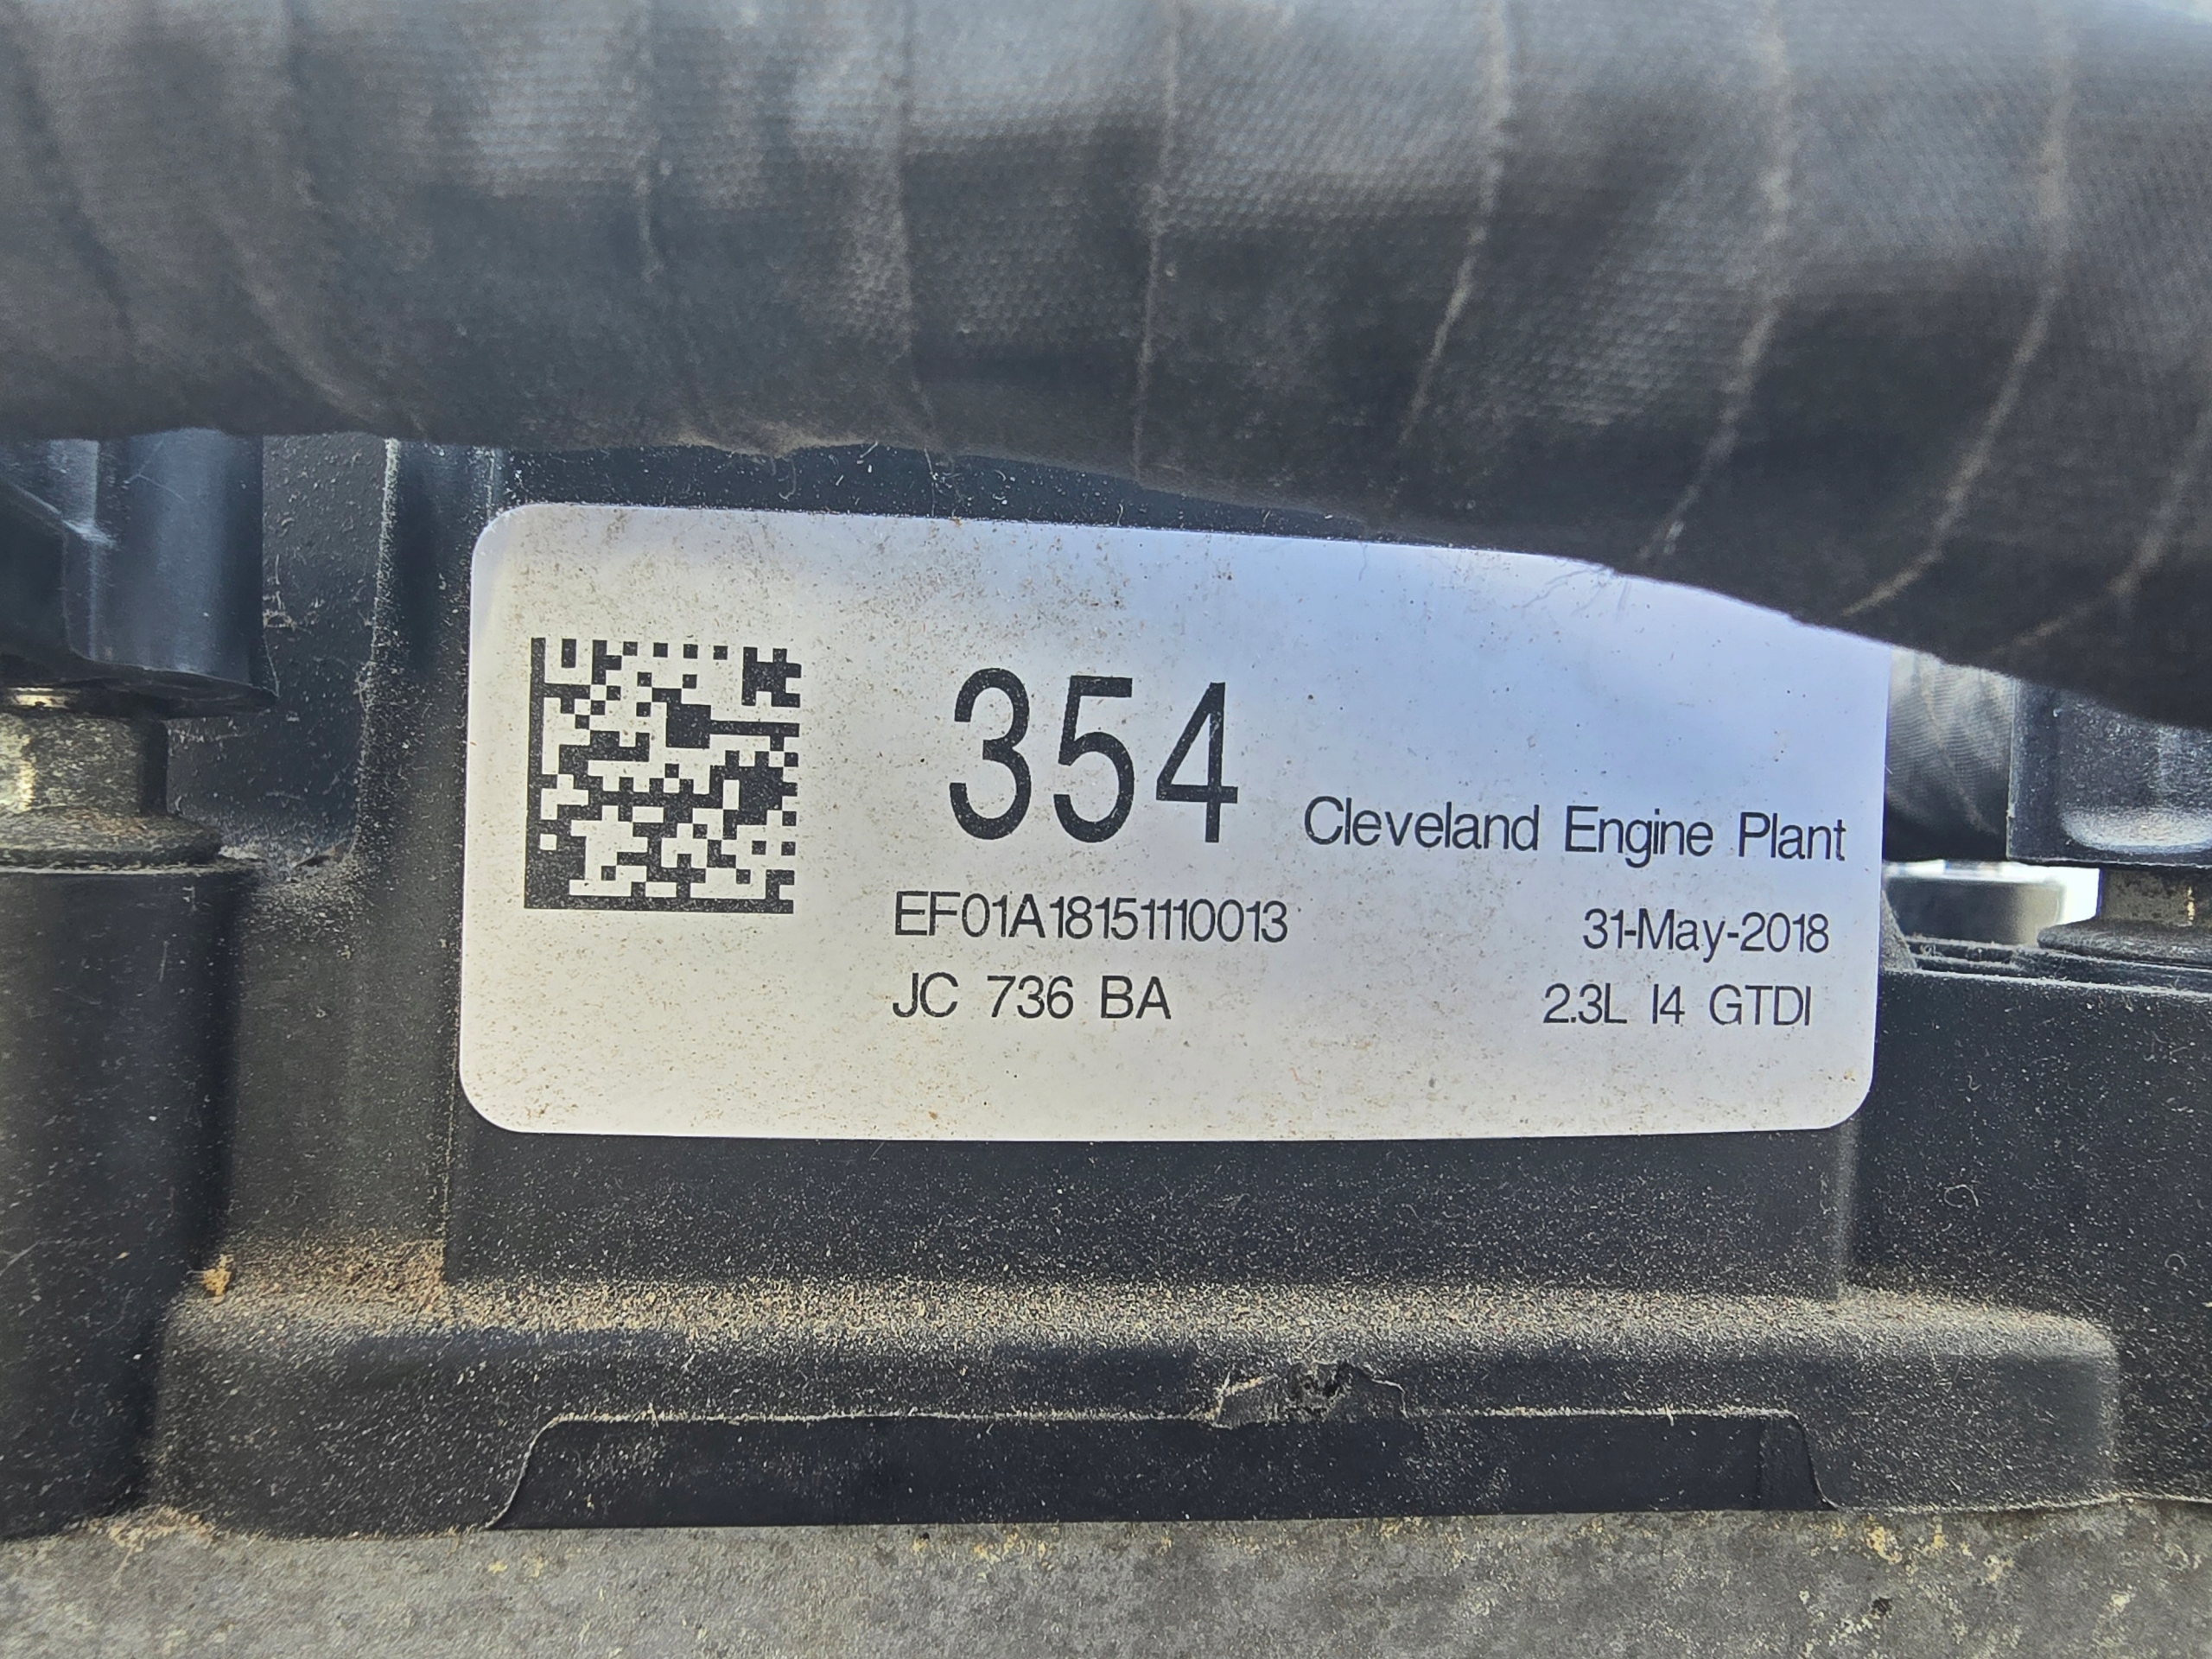 354
Cleveland Engine Plant
EF01A18151110013
31-May-2018
JC 736 BA
2.3L I4 GTDI